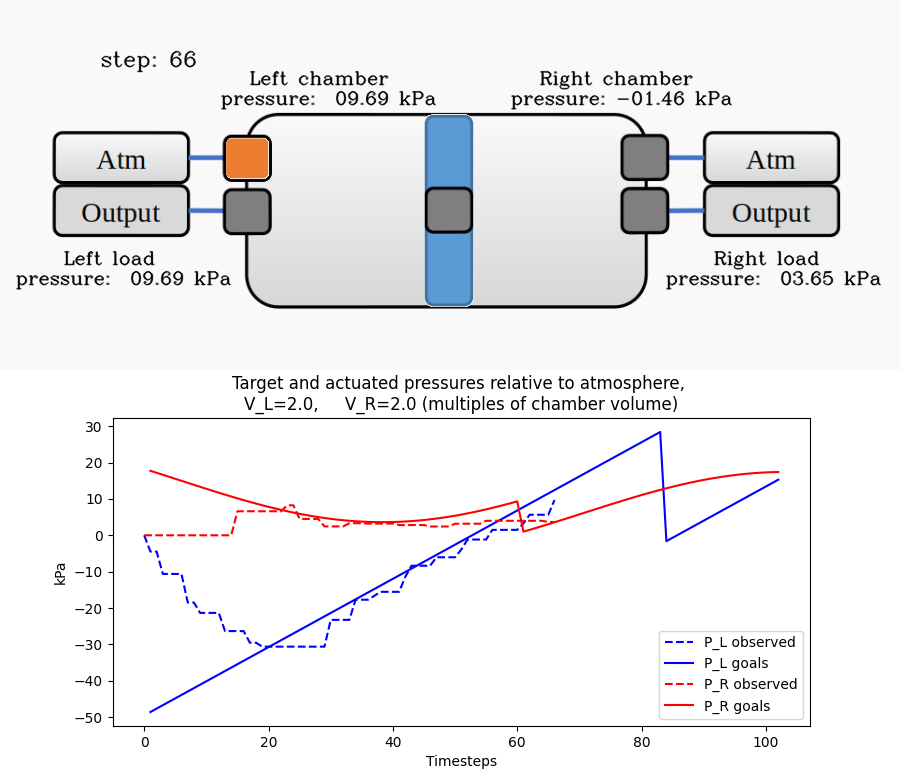 step: 66
Left chamber
pressure: 09.69 kPa
Right chamber
pressure: −01.46 kPa
Atm
Output
Atm
Output
Left load
pressure: 09.69 kPa
Right load
pressure: 03.65 kPa
Target and actuated pressures relative to atmosphere,
V_L=2.0, V_R=2.0 (multiples of chamber volume)
30
20
10
0
−10
−20
−30
−40
−50
kPa
P_L observed
P_L goals
P_R observed
P_R goals
0 20 40 60 80 100
Timesteps